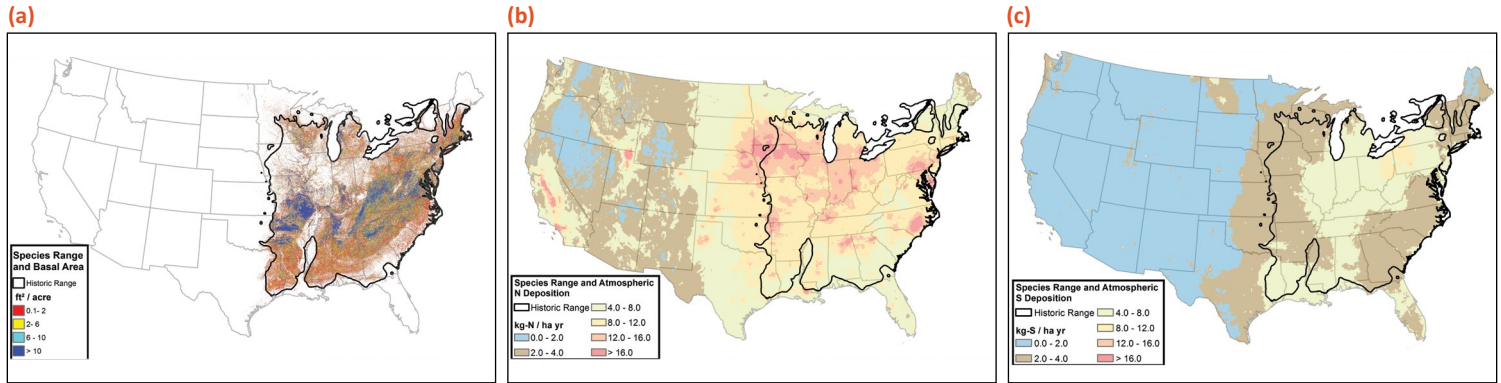 (a)
Species Range
and Basal Area
Historic Range
ft² / acre
0.1- 2
2- 6
6 - 10
> 10
(b)
Species Range and Atmospheric
N Deposition
Historic Range
kg-N / ha yr
0.0 - 2.0
2.0 - 4.0
4.0 - 8.0
8.0 - 12.0
12.0 - 16.0
> 16.0
(c)
Species Range and Atmospheric
S Deposition
Historic Range
kg-S / ha yr
0.0 - 2.0
2.0 - 4.0
4.0 - 8.0
8.0 - 12.0
12.0 - 16.0
> 16.0